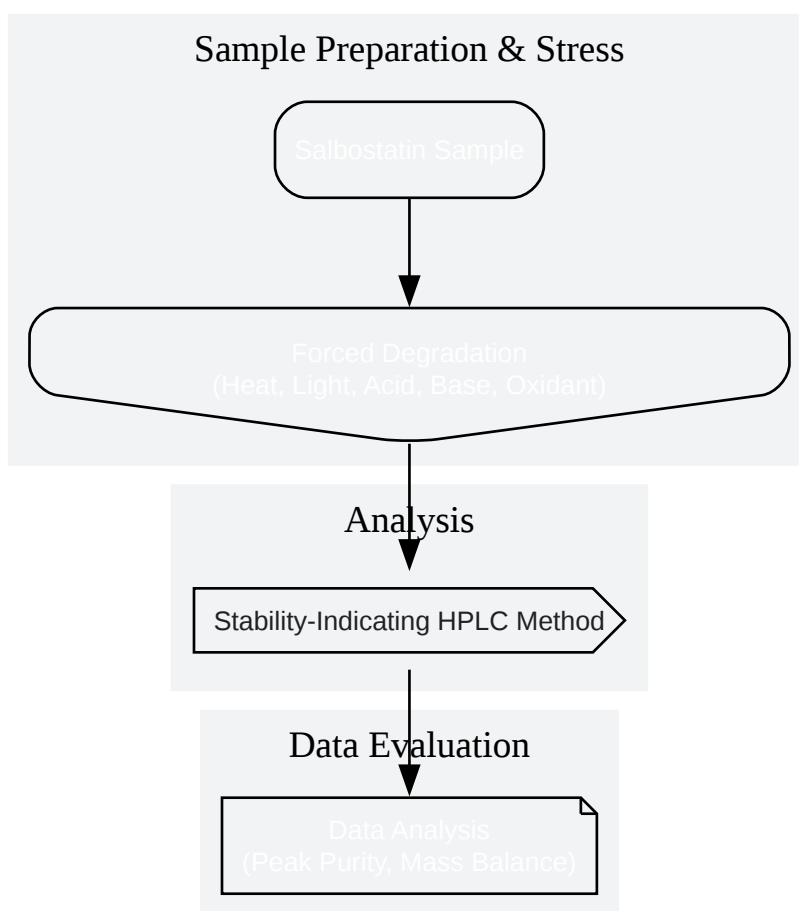 Sample Preparation & Stress
Salbostatin Sample
Forced Degradation
(Heat, Light, Acid, Base, Oxidant)
Analysis
Stability-Indicating HPLC Method
Data Evaluation
Data Analysis
(Peak Purity, Mass Balance)